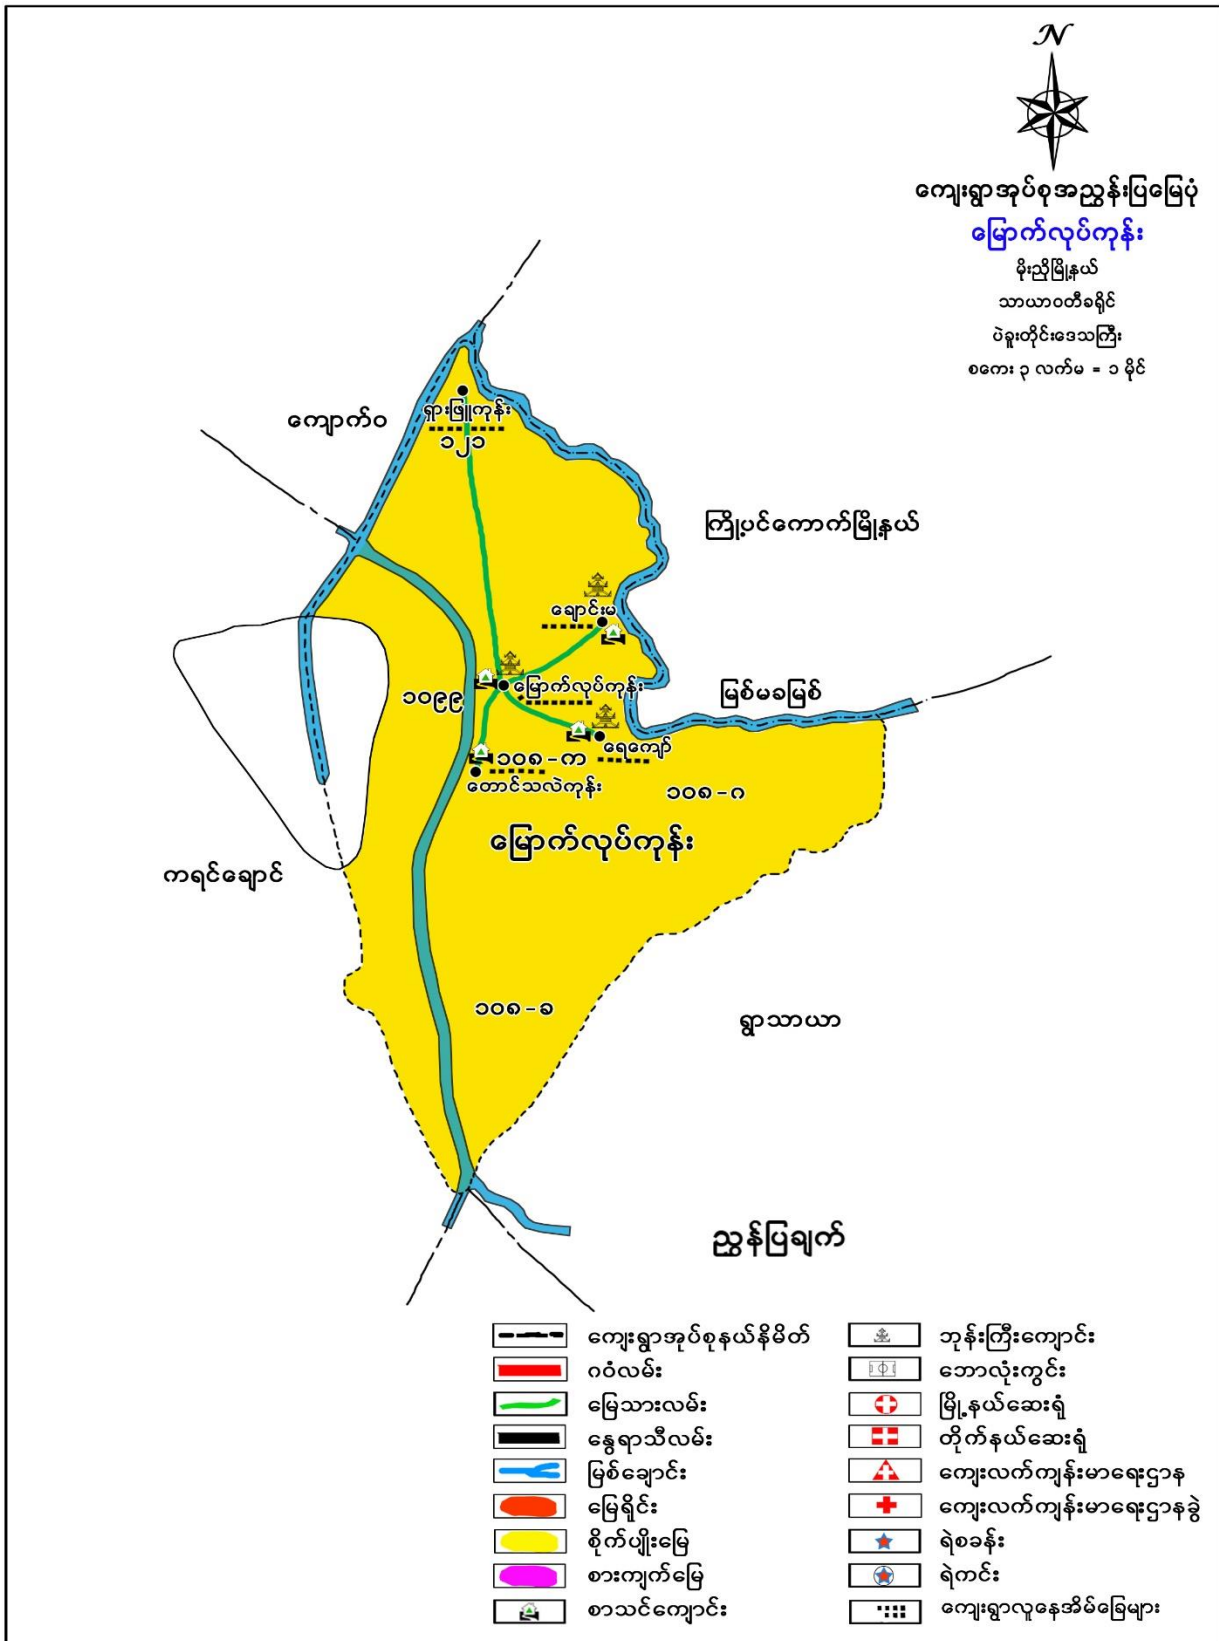 N
ကျေးရွာအုပ်စုအညွှန်းပြမြေပုံ
မြောက်လုပ်ကုန်း
မိုးညိုမြို့နယ်
သာယာဝတီခရိုင်
ပဲခူးတိုင်းဒေသကြီး
စကေး ၃ လက်မ = ၁ မိုင်
ကျောက်ဝ
ရှားဖြူကုန်း
၁၂၁
ကြို့ပင်ကောက်မြို့နယ်
ချောင်းမ
မြောက်လုပ်ကုန်း
၁၀၉၉
မြစ်မခမြစ်
ရေကျော်
၁၀၈-က
တောင်သလဲကုန်း
၁၀၈-ဂ
မြောက်လုပ်ကုန်း
ကရင်ချောင်
၁၀၈-ခ
ရွာသာယာ
ညွှန်ပြချက်
ကျေးရွာအုပ်စုနယ်နိမိတ်
ဂဝံလမ်း
မြေသားလမ်း
နွေရာသီလမ်း
မြစ်ချောင်း
မြေရိုင်း
စိုက်ပျိုးမြေ
စားကျက်မြေ
စာသင်ကျောင်း
ဘုန်းကြီးကျောင်း
ဘောလုံးကွင်း
မြို့နယ်ဆေးရုံ
တိုက်နယ်ဆေးရုံ
ကျေးလက်ကျန်းမာရေးဌာန
ကျေးလက်ကျန်းမာရေးဌာနခွဲ
ရဲစခန်း
ရဲကင်း
ကျေးရွာလူနေအိမ်ခြေများ